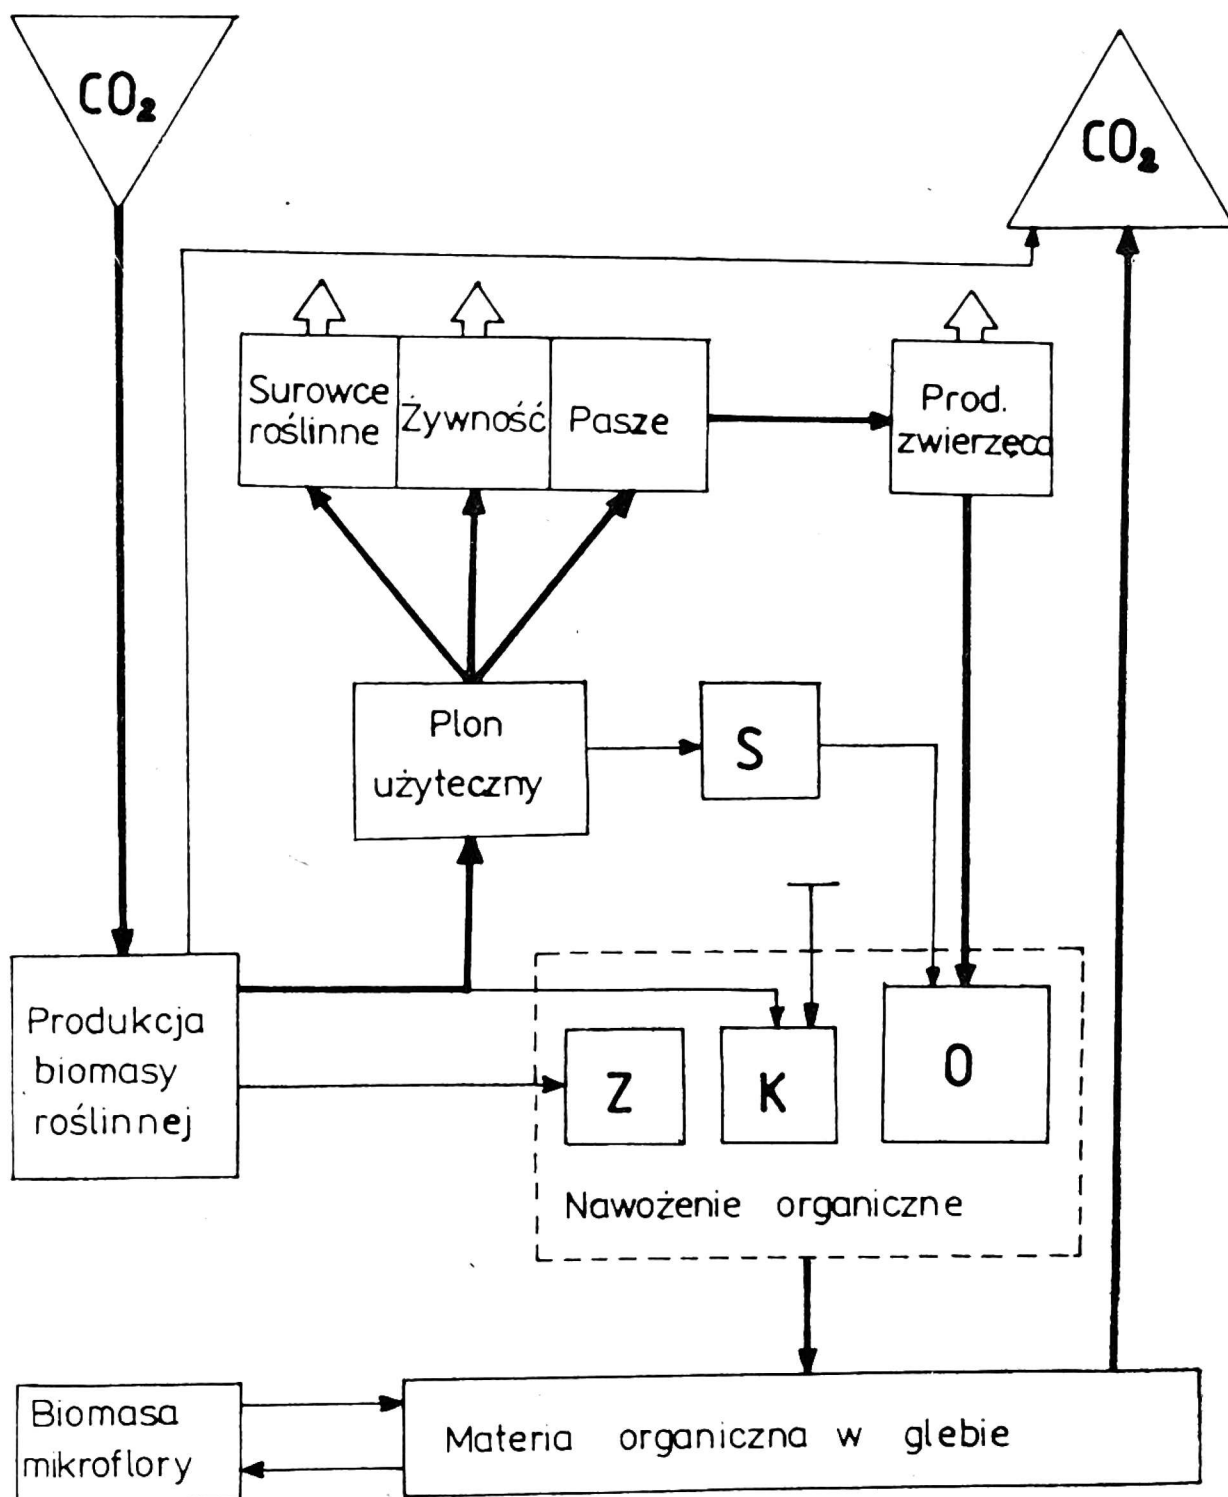 CO₂
CO₂
Surowce
roślinne
Żywność
Pasze
Prod.
zwierzęca
Plon
użyteczny
S
Produkcja
biomasy
roślinnej
Z
K
O
Nawożenie organiczne
Biomasa
mikroflory
Materia organiczna w glebie